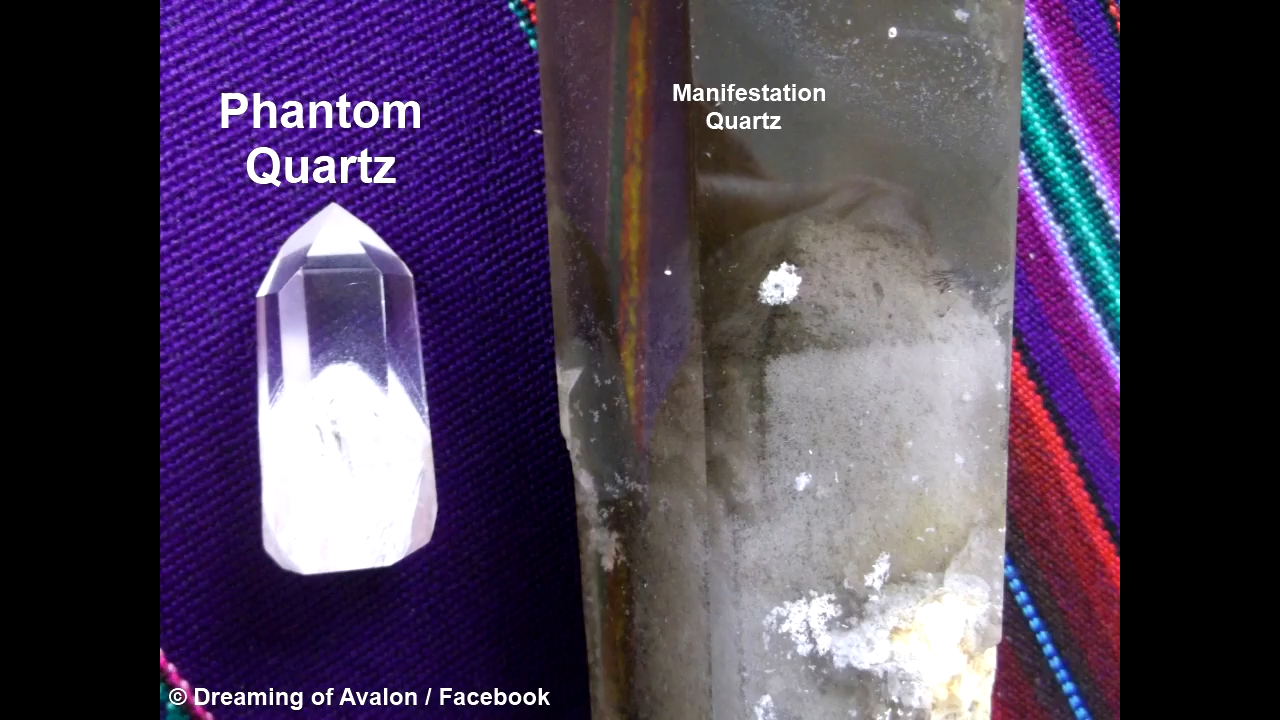 Phantom
Quartz
Manifestation
Quartz
© Dreaming of Avalon / Facebook